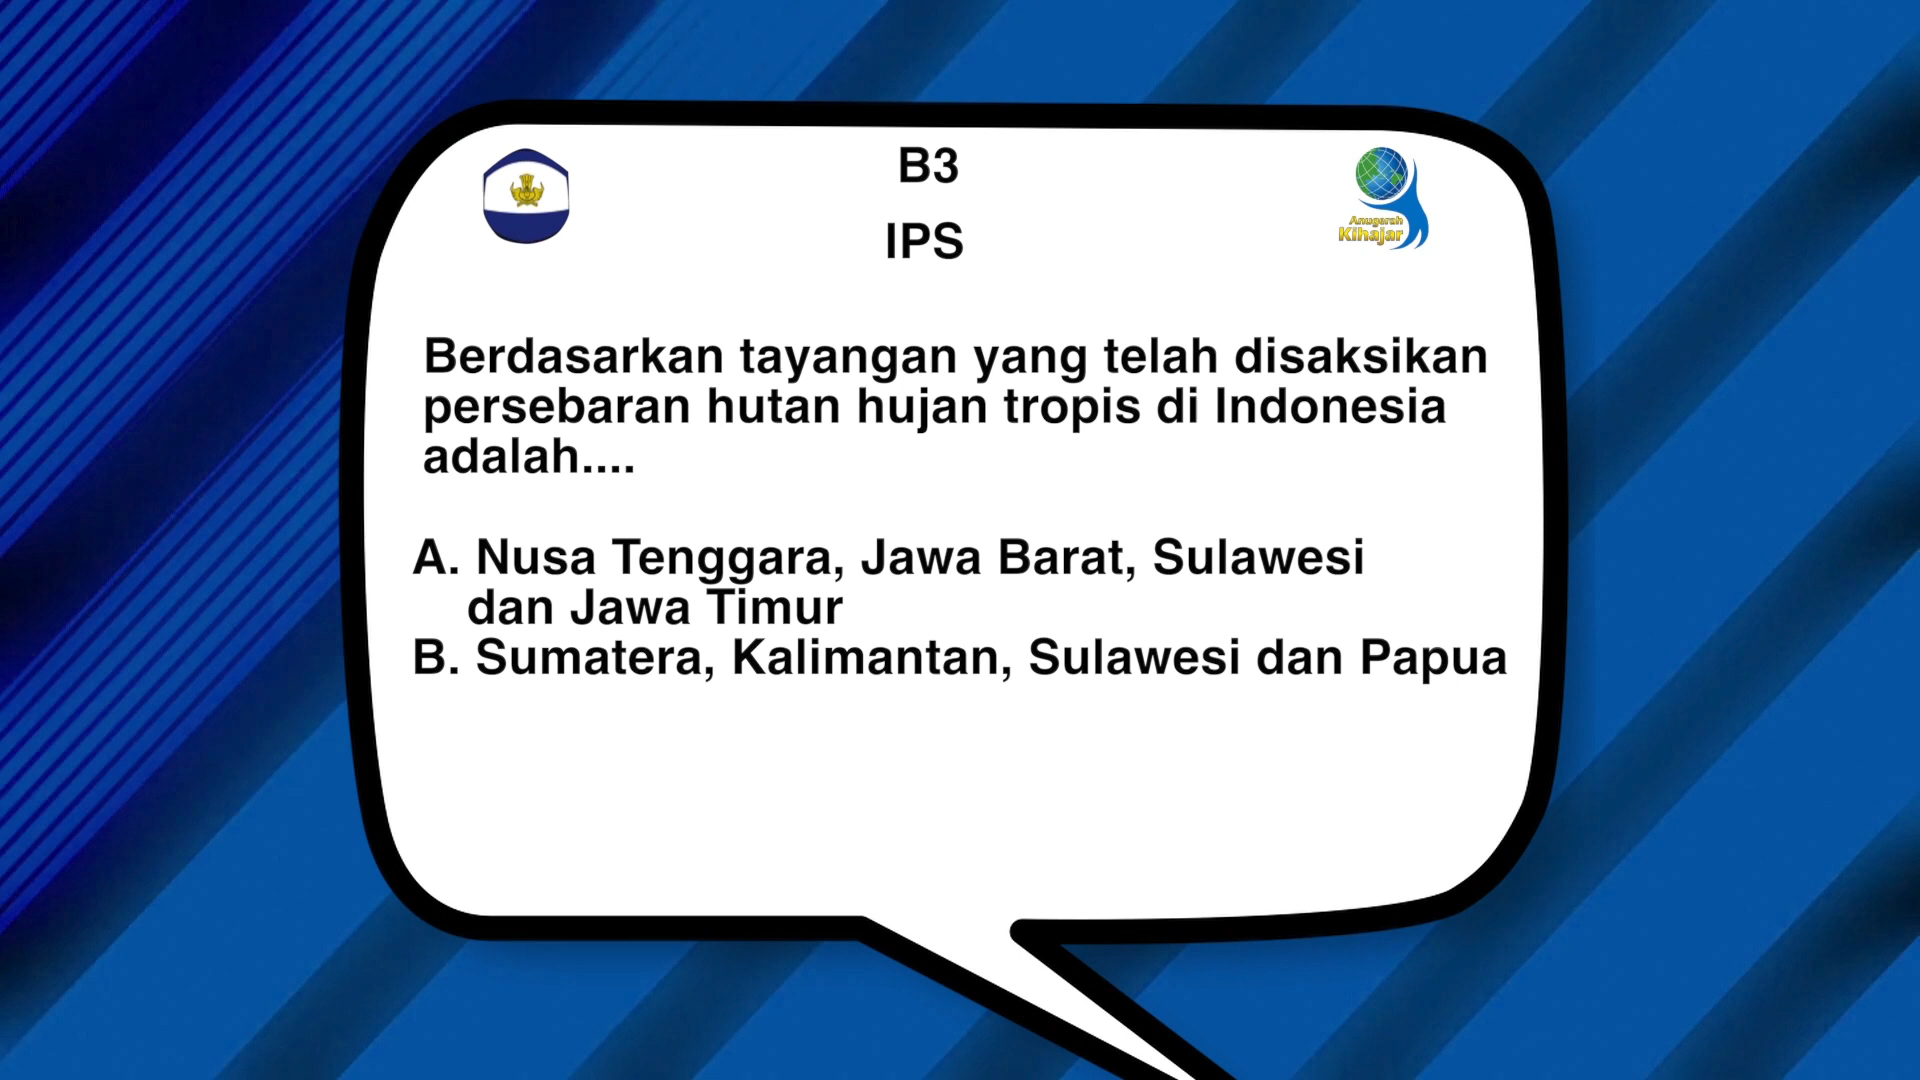 B3
IPS
Anugerah
Kihajar
Berdasarkan tayangan yang telah disaksikan
persebaran hutan hujan tropis di Indonesia
adalah....
A. Nusa Tenggara, Jawa Barat, Sulawesi
dan Jawa Timur
B. Sumatera, Kalimantan, Sulawesi dan Papua